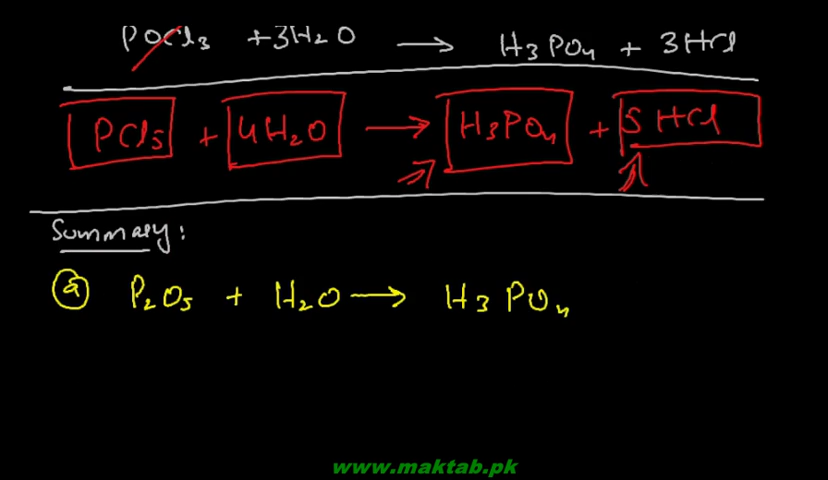 POCl₃ + 3H₂O → H₃PO₄ + 3HCl
PCl₅ + 4H₂O → H₃PO₄ + 5HCl
Summary:
ⓐ P₂O₅ + H₂O → H₃PO₄
www.maktab.pk